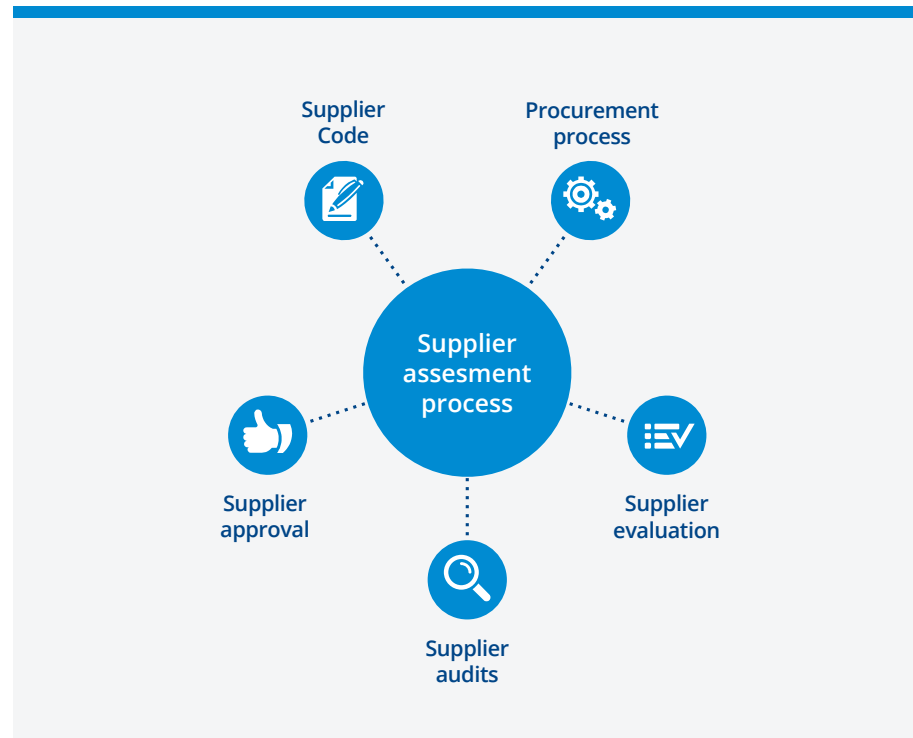 Supplier
Code
Procurement
process
Supplier
assesment
process
Supplier
approval
Supplier
evaluation
Supplier
audits